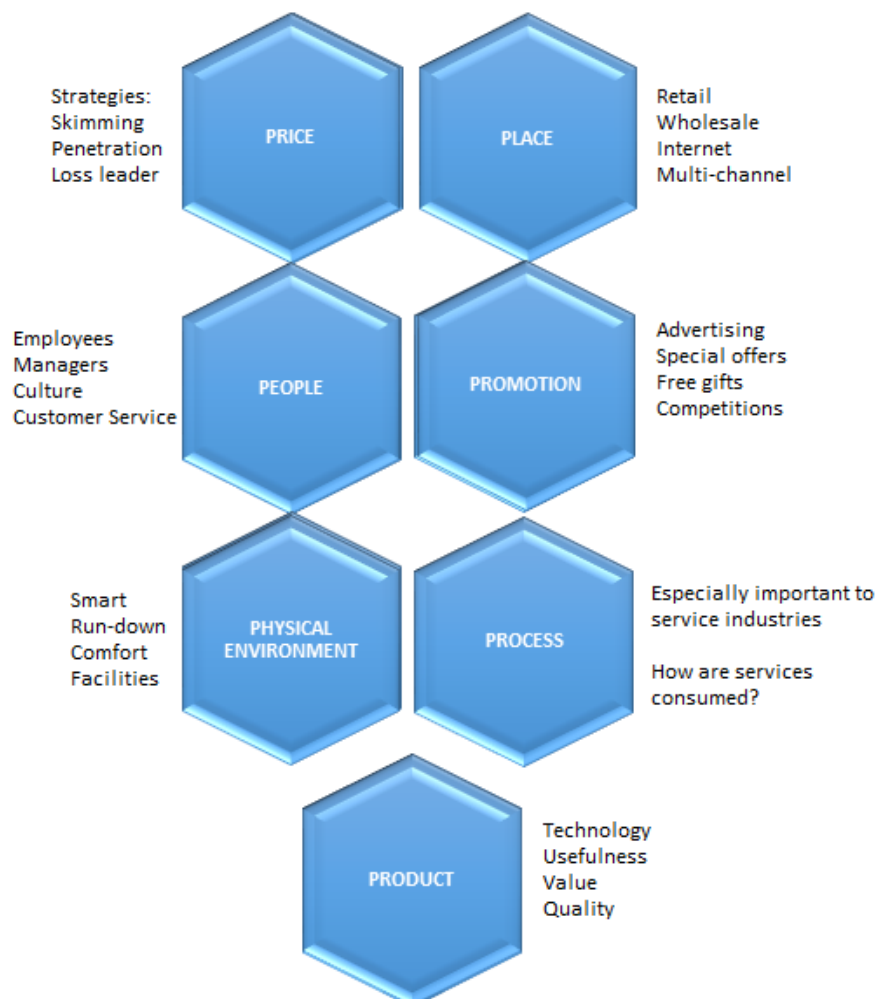 Strategies:
Skimming
Penetration
Loss leader
PRICE
PLACE
Retail
Wholesale
Internet
Multi-channel
Employees
Managers
Culture
Customer Service
PEOPLE
PROMOTION
Advertising
Special offers
Free gifts
Competitions
Smart
Run-down
Comfort
Facilities
PHYSICAL
ENVIRONMENT
PROCESS
Especially important to
service industries
How are services
consumed?
PRODUCT
Technology
Usefulness
Value
Quality